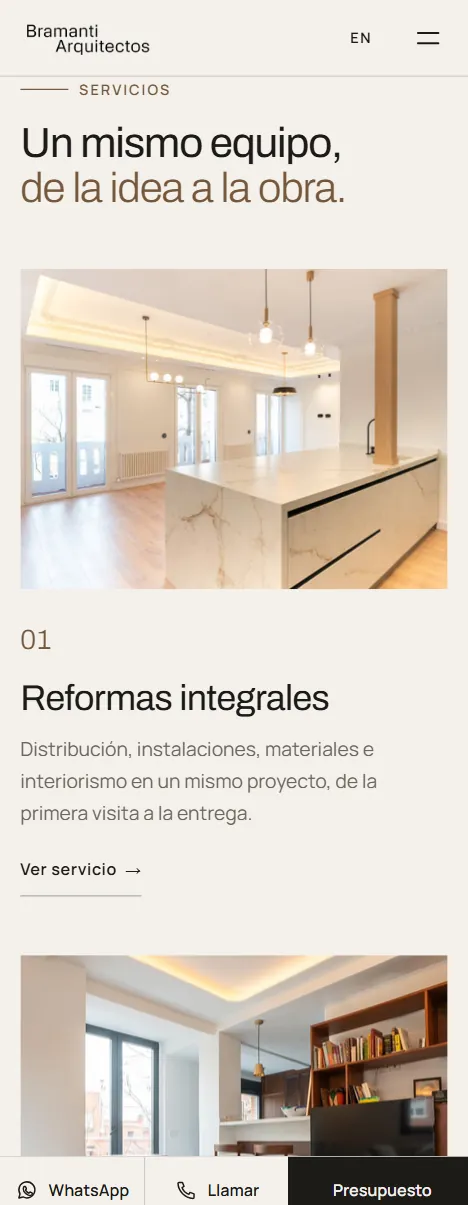 Bramanti
Arquitectos
EN
SERVICIOS
Un mismo equipo,
de la idea a la obra.
01
Reformas integrales
Distribución, instalaciones, materiales e
interiorismo en un mismo proyecto, de la
primera visita a la entrega.
Ver servicio →
WhatsApp
Llamar
Presupuesto